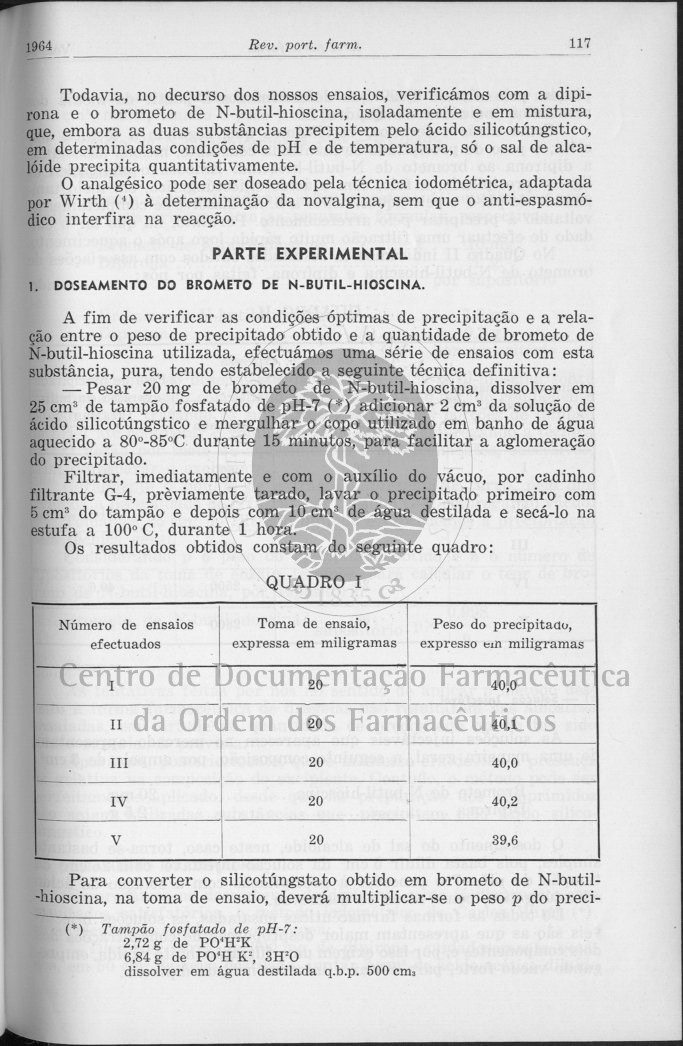 1964 Rev. port. farm. 117
Todavia, no decurso dos nossos ensaios, verificámos com a dipi-
rona e o brometo de N-butil-hioscina, isoladamente e em mistura,
que, embora as duas substâncias precipitem pelo ácido silicotúngstico,
em determinadas condições de pH e de temperatura, só o sal de alca-
lóide precipita quantitativamente.
O analgésico pode ser doseado pela técnica iodométrica, adaptada
por Wirth (⁴) à determinação da novalgina, sem que o anti-espasmó-
dico interfira na reacção.
PARTE EXPERIMENTAL
1. DOSEAMENTO DO BROMETO DE N-BUTIL-HIOSCINA.
A fim de verificar as condições óptimas de precipitação e a rela-
ção entre o peso de precipitado obtido e a quantidade de brometo de
N-butil-hioscina utilizada, efectuámos uma série de ensaios com esta
substância, pura, tendo estabelecido a seguinte técnica definitiva:
— Pesar 20 mg de brometo de N-butil-hioscina, dissolver em
25 cm³ de tampão fosfatado de pH-7 (*) adicionar 2 cm³ da solução de
ácido silicotúngstico e mergulhar o copo utilizado em banho de água
aquecido a 80º-85ºC durante 15 minutos, para facilitar a aglomeração
do precipitado.
Filtrar, imediatamente e com o auxílio do vácuo, por cadinho
filtrante G-4, prèviamente tarado, lavar o precipitado primeiro com
5 cm³ do tampão e depois com 10 cm³ de água destilada e secá-lo na
estufa a 100º C, durante 1 hora.
Os resultados obtidos constam do seguinte quadro:
QUADRO I
1835
Número de ensaios efectuados
Toma de ensaio, expressa em miligramas
Peso do precipitado, expresso em miligramas
I 20 40,0
Centro de Documentação Farmacêutica
II 20 40,1
da Ordem dos Farmacêuticos
III 20 40,0
IV 20 40,2
V 20 39,6
Para converter o silicotúngstato obtido em brometo de N-butil-
-hioscina, na toma de ensaio, deverá multiplicar-se o peso p do preci-
(*) Tampão fosfatado de pH-7:
2,72 g de PO⁴H²K
6,84 g de PO⁴H K², 3H²O
dissolver em água destilada q.b.p. 500 cm₃